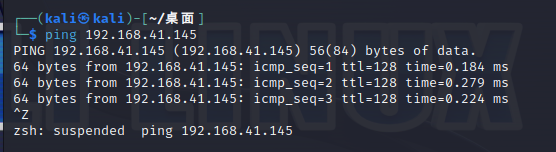 ┌──(kali㉿kali)-[~/桌面]
└─$ ping 192.168.41.145
PING 192.168.41.145 (192.168.41.145) 56(84) bytes of data.
64 bytes from 192.168.41.145: icmp_seq=1 ttl=128 time=0.184 ms
64 bytes from 192.168.41.145: icmp_seq=2 ttl=128 time=0.279 ms
64 bytes from 192.168.41.145: icmp_seq=3 ttl=128 time=0.224 ms
^Z
zsh: suspended  ping 192.168.41.145